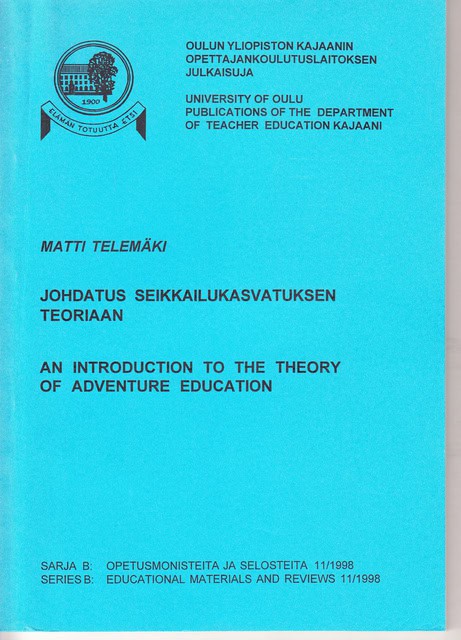 OULUN YLIOPISTON KAJAANIN
OPETTAJANKOULUTUSLAITOKSEN
JULKAISUJA
UNIVERSITY OF OULU
PUBLICATIONS OF THE DEPARTMENT
OF TEACHER EDUCATION KAJAANI
1900
ELÄMÄN TOTUUTTA ETSI
MATTI TELEMÄKI
JOHDATUS SEIKKAILUKASVATUKSEN
TEORIAAN
AN INTRODUCTION TO THE THEORY
OF ADVENTURE EDUCATION
SARJA B: OPETUSMONISTEITA JA SELOSTEITA 11/1998
SERIES B: EDUCATIONAL MATERIALS AND REVIEWS 11/1998